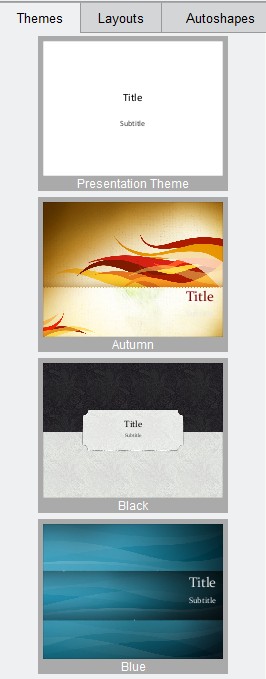 Themes Layouts Autoshapes
Title
Subtitle
Presentation Theme
Title
Autumn
Title
Subtitle
Black
Title
Subtitle
Blue